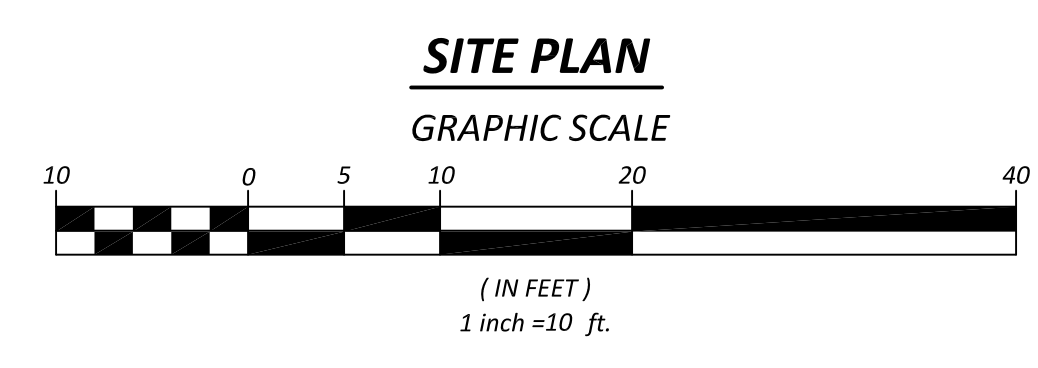 SITE PLAN
GRAPHIC SCALE
10 0 5 10 20 40
( IN FEET )
1 inch =10 ft.